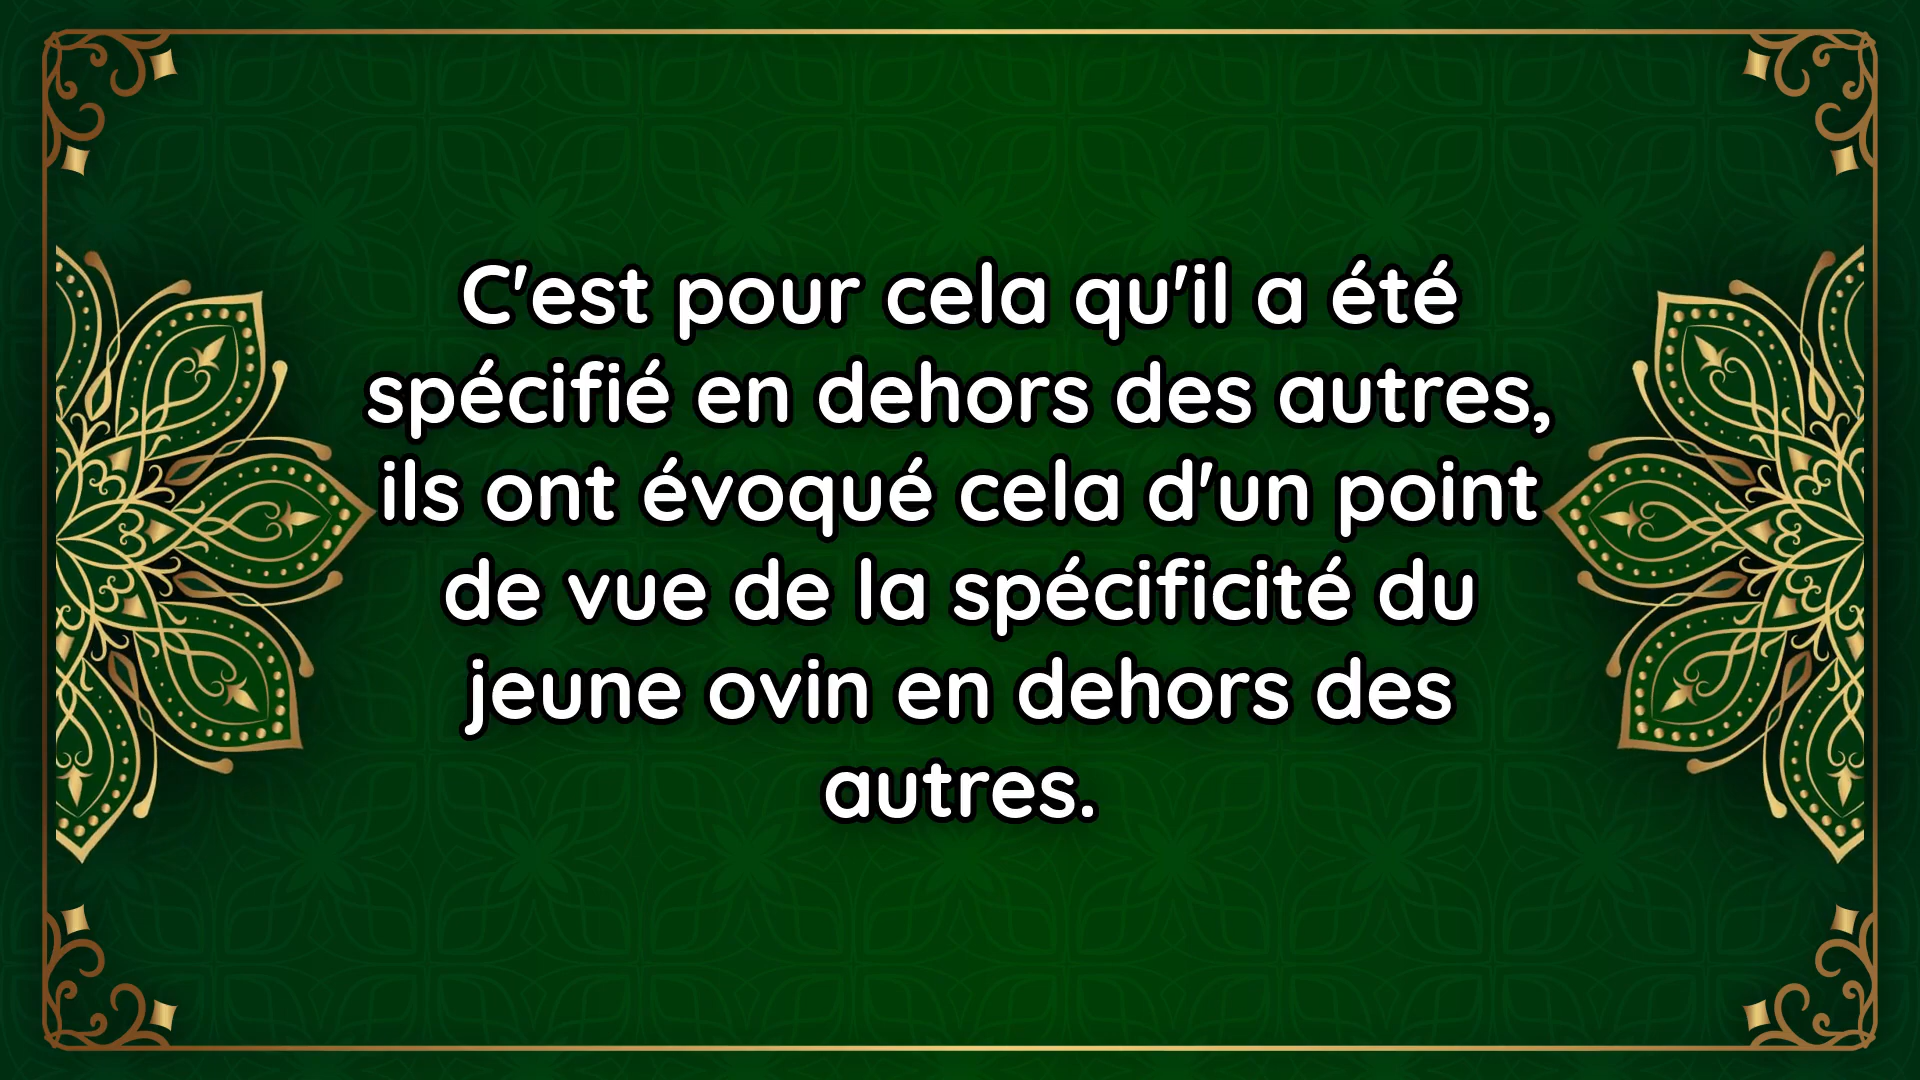 C'est pour cela qu'il a été
spécifié en dehors des autres,
ils ont évoqué cela d'un point
de vue de la spécificité du
jeune ovin en dehors des
autres.